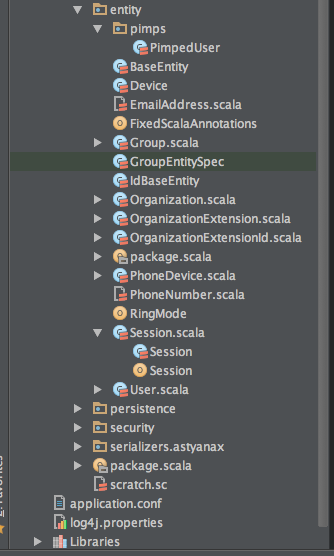 entity
pimps
PimpedUser
BaseEntity
Device
EmailAddress.scala
FixedScalaAnnotations
Group.scala
GroupEntitySpec
IdBaseEntity
Organization.scala
OrganizationExtension.scala
OrganizationExtensionId.scala
package.scala
PhoneDevice.scala
PhoneNumber.scala
RingMode
Session.scala
Session
Session
User.scala
persistence
security
serializers.astyanax
package.scala
scratch.sc
application.conf
log4j.properties
Libraries